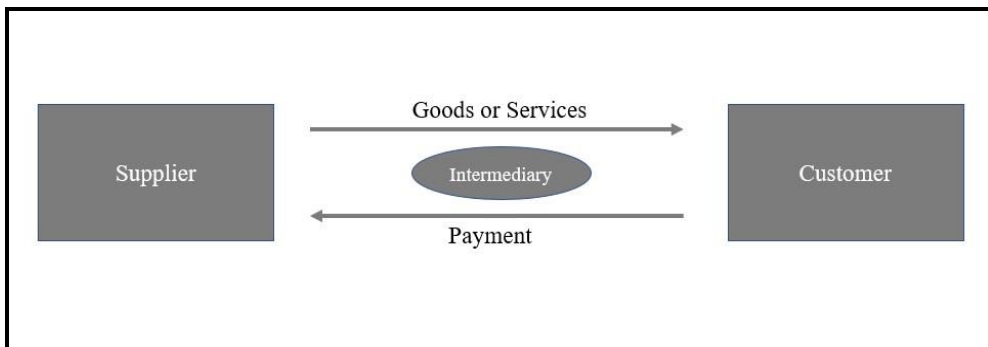 Goods or Services
Supplier
Intermediary
Customer
Payment